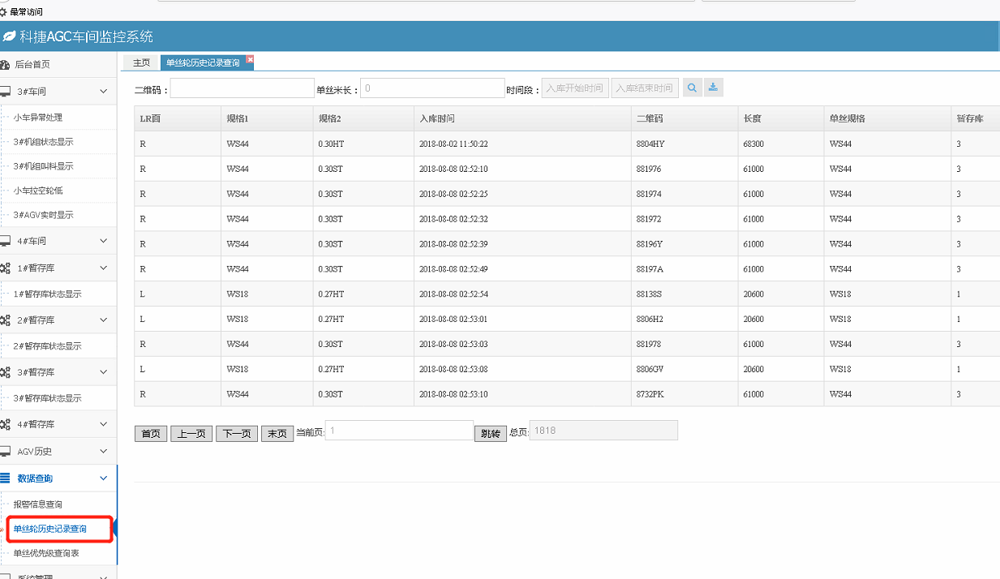 最常访问
科捷AGC车间监控系统
后台首页
3#车间
小车异常处理
3#机组状态显示
3#机组叫料显示
小车拉空轮低
3#AGV实时显示
4#车间
1#暂存库
1#暂存库状态显示
2#暂存库
2#暂存库状态显示
3#暂存库
3#暂存库状态显示
4#暂存库
AGV历史
数据查询
报警信息查询
单丝轮历史记录查询
单丝优先级查询表
系统管理
主页 单丝轮历史记录查询
二维码： 单丝米长： 0 时间段： 入库开始时间 入库结束时间
LR面 规格1 规格2 入库时间 二维码 长度 单丝规格 暂存库
R WS44 0.30HT 2018-08-02 11:50:22 8804HY 68300 WS44 3
R WS44 0.30ST 2018-08-08 02:52:10 881976 61000 WS44 3
R WS44 0.30ST 2018-08-08 02:52:25 881974 61000 WS44 3
R WS44 0.30ST 2018-08-08 02:52:32 881972 61000 WS44 3
R WS44 0.30ST 2018-08-08 02:52:39 88196Y 61000 WS44 3
R WS44 0.30ST 2018-08-08 02:52:49 88197A 61000 WS44 3
L WS18 0.27HT 2018-08-08 02:52:54 88138S 20600 WS18 1
L WS18 0.27HT 2018-08-08 02:53:01 8806H2 20600 WS18 1
R WS44 0.30ST 2018-08-08 02:53:03 881978 61000 WS44 3
L WS18 0.27HT 2018-08-08 02:53:08 8806GV 20600 WS18 1
R WS44 0.30ST 2018-08-08 02:53:10 8732PK 61000 WS44 3
首页 上一页 下一页 末页 当前页: 1 跳转 总页: 1818